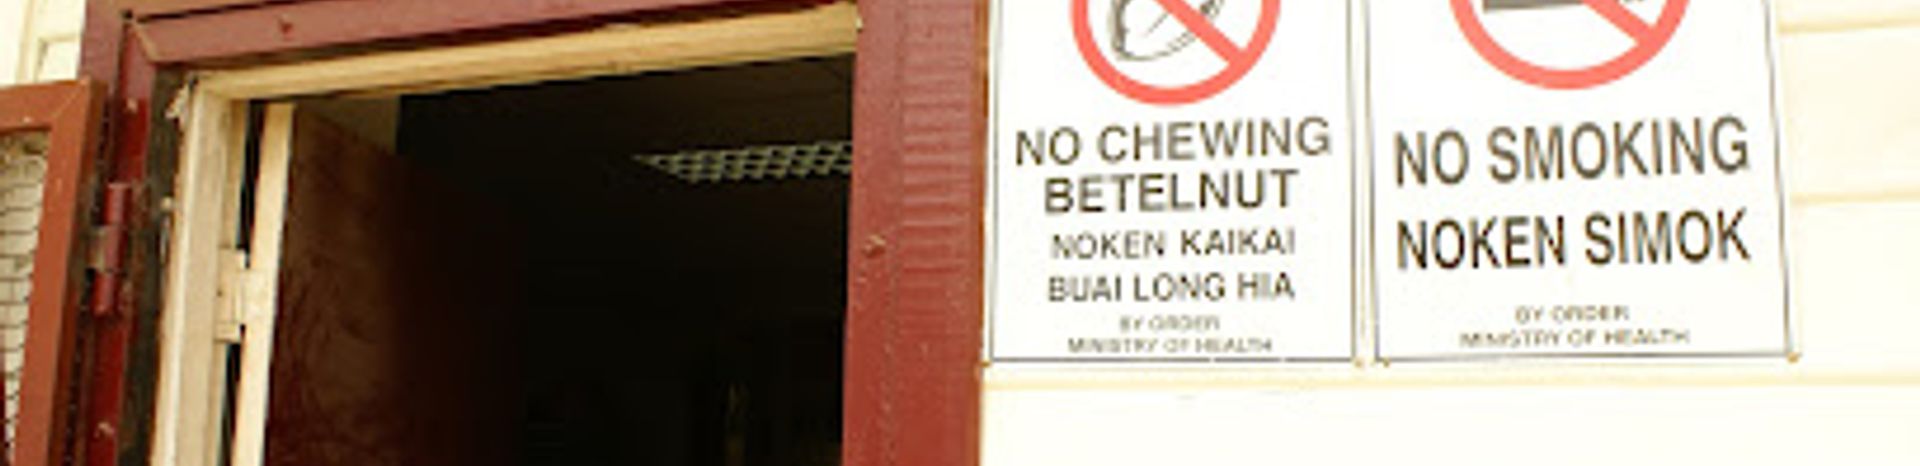 NO CHEWING
BETELNUT
NOKEN KAIKAI
BUAI LONG HIA
BY ORDER
MINISTRY OF HEALTH
NO SMOKING
NOKEN SIMOK
BY ORDER
MINISTRY OF HEALTH